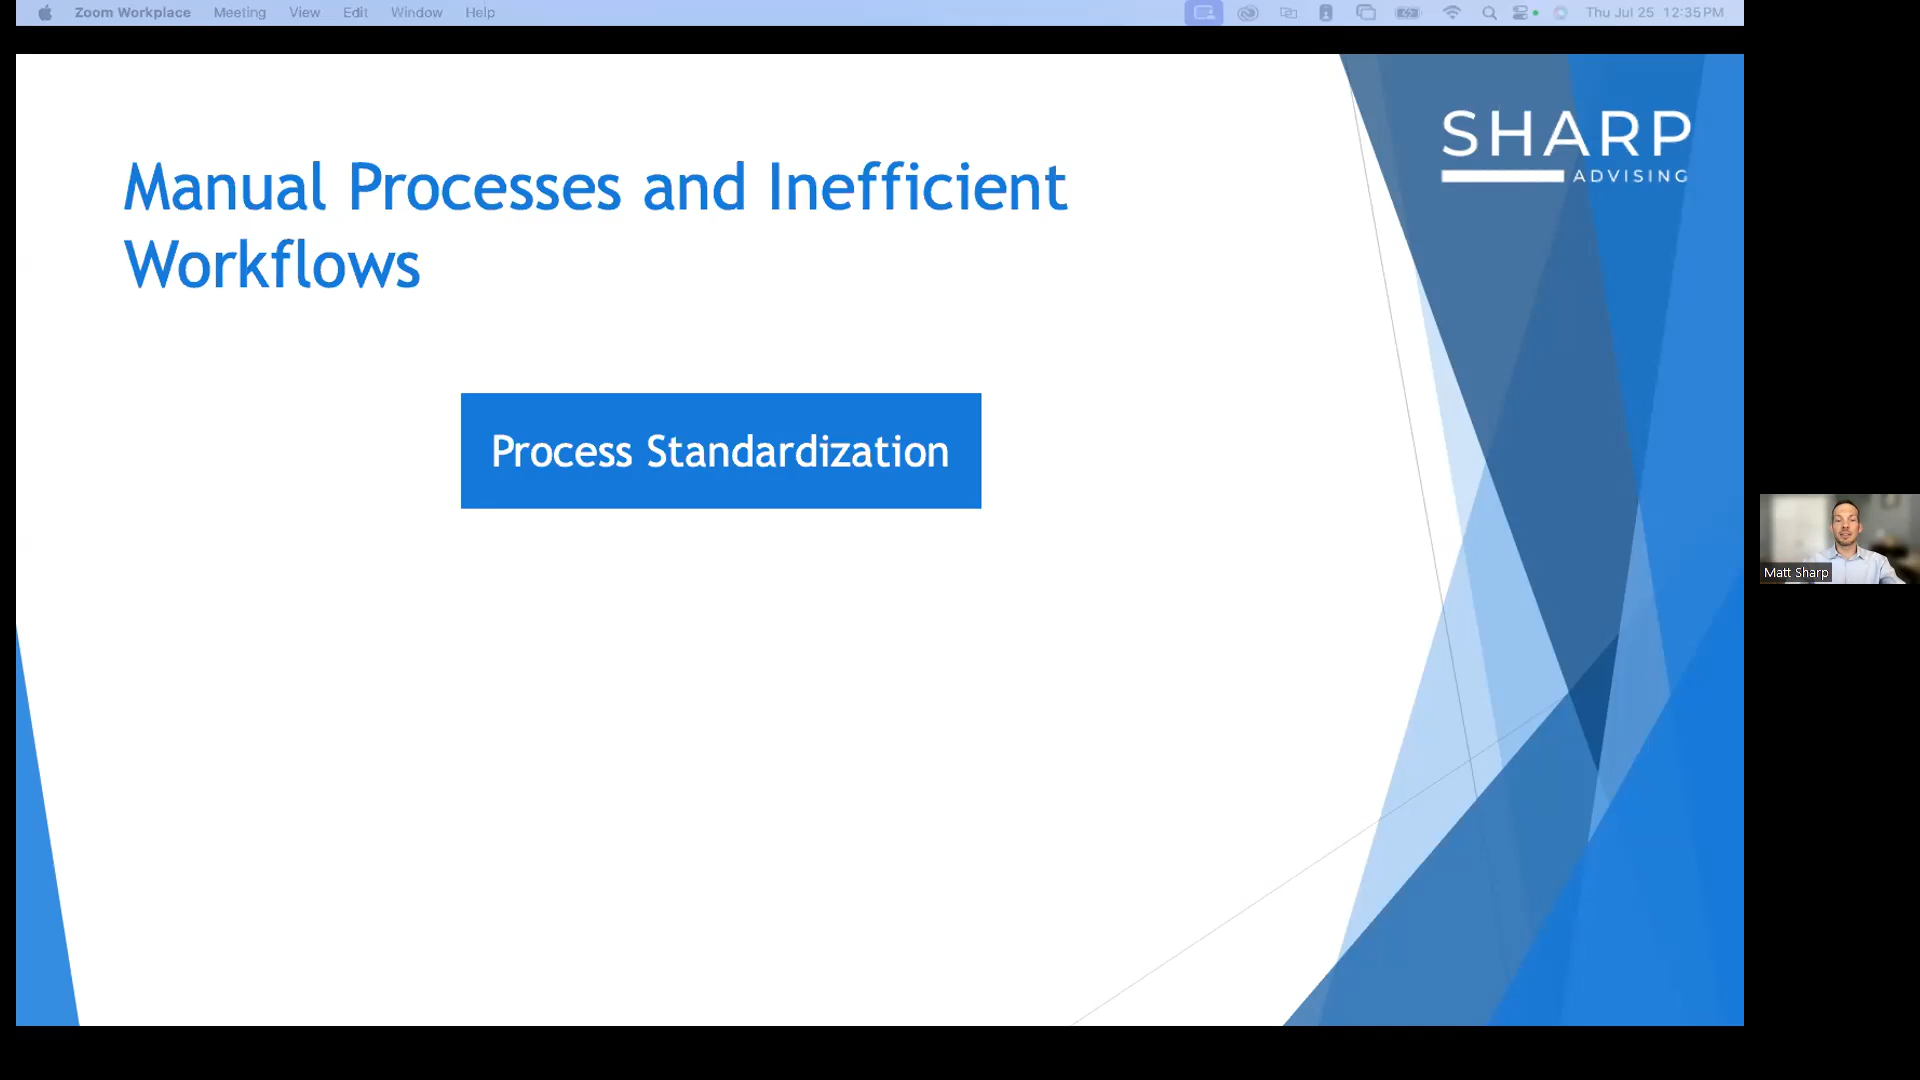 Zoom Workplace Meeting View Edit Window Help Thu Jul 25 12:35 PM
SHARP
ADVISING
Manual Processes and Inefficient
Workflows
Process Standardization
Matt Sharp